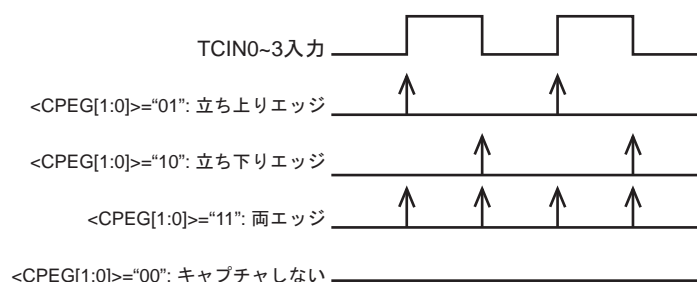 TCIN0~3入力
<CPEG[1:0]>=“01”: 立ち上りエッジ
<CPEG[1:0]>=“10”: 立ち下りエッジ
<CPEG[1:0]>=“11”: 両エッジ
<CPEG[1:0]>=“00”: キャプチャしない